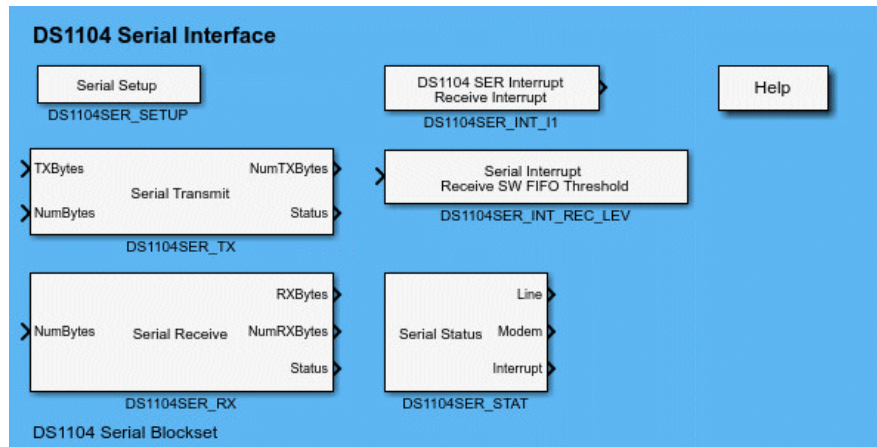 DS1104 Serial Interface
Serial Setup
DS1104SER_SETUP
DS1104 SER Interrupt
Receive Interrupt
DS1104SER_INT_I1
Help
TXBytes
NumBytes
Serial Transmit
NumTXBytes
Status
DS1104SER_TX
Serial Interrupt
Receive SW FIFO Threshold
DS1104SER_INT_REC_LEV
NumBytes
Serial Receive
RXBytes
NumRXBytes
Status
DS1104SER_RX
Serial Status
Line
Modem
Interrupt
DS1104SER_STAT
DS1104 Serial Blockset